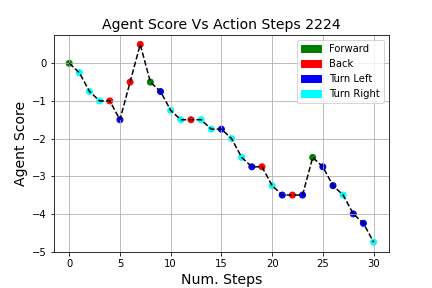 Agent Score Vs Action Steps 2224
Forward
Back
Turn Left
Turn Right
Agent Score
0
−1
−2
−3
−4
−5
0 5 10 15 20 25 30
Num. Steps